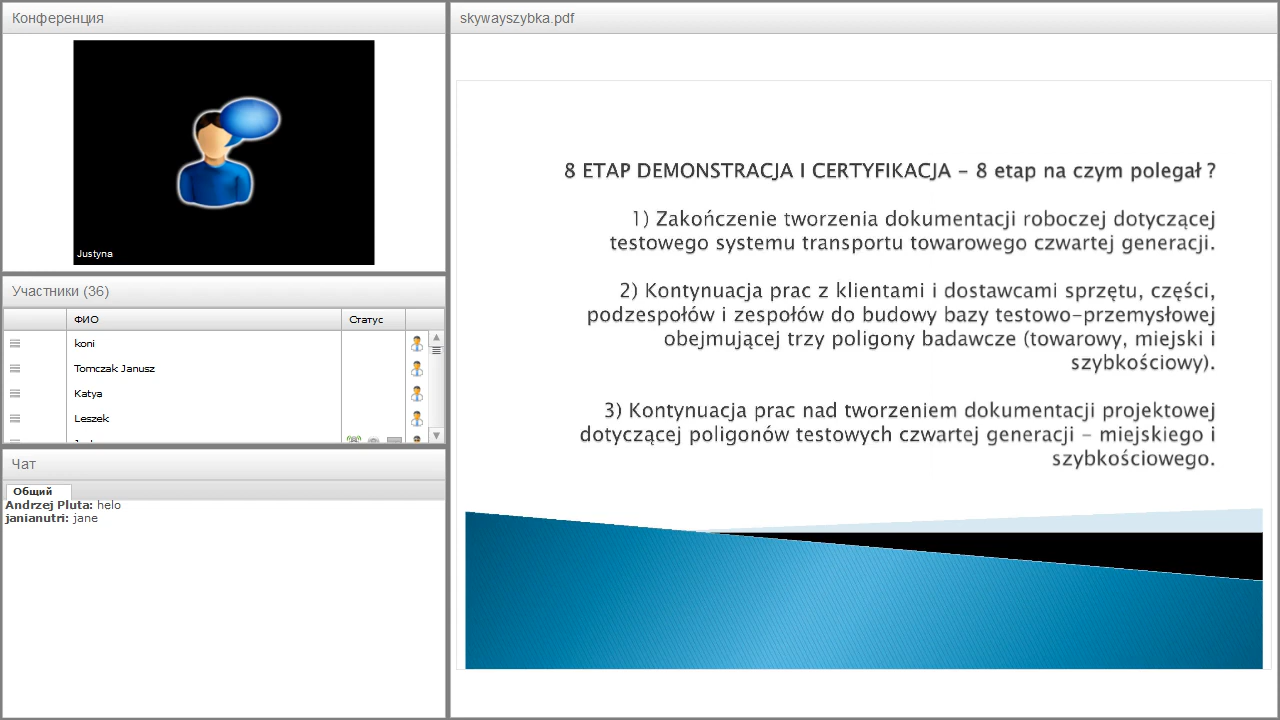 Конференция
Justyna
Участники (36)
ФИО Статус
koni
Tomczak Janusz
Katya
Leszek
Чат
Общий
Andrzej Pluta: helo
janianutri: jane
skywayszybka.pdf
8 ETAP DEMONSTRACJA I CERTYFIKACJA – 8 etap na czym polegał ?
1) Zakończenie tworzenia dokumentacji roboczej dotyczącej
testowego systemu transportu towarowego czwartej generacji.
2) Kontynuacja prac z klientami i dostawcami sprzętu, części,
podzespołów i zespołów do budowy bazy testowo-przemysłowej
obejmującej trzy poligony badawcze (towarowy, miejski i
szybkościowy).
3) Kontynuacja prac nad tworzeniem dokumentacji projektowej
dotyczącej poligonów testowych czwartej generacji – miejskiego i
szybkościowego.